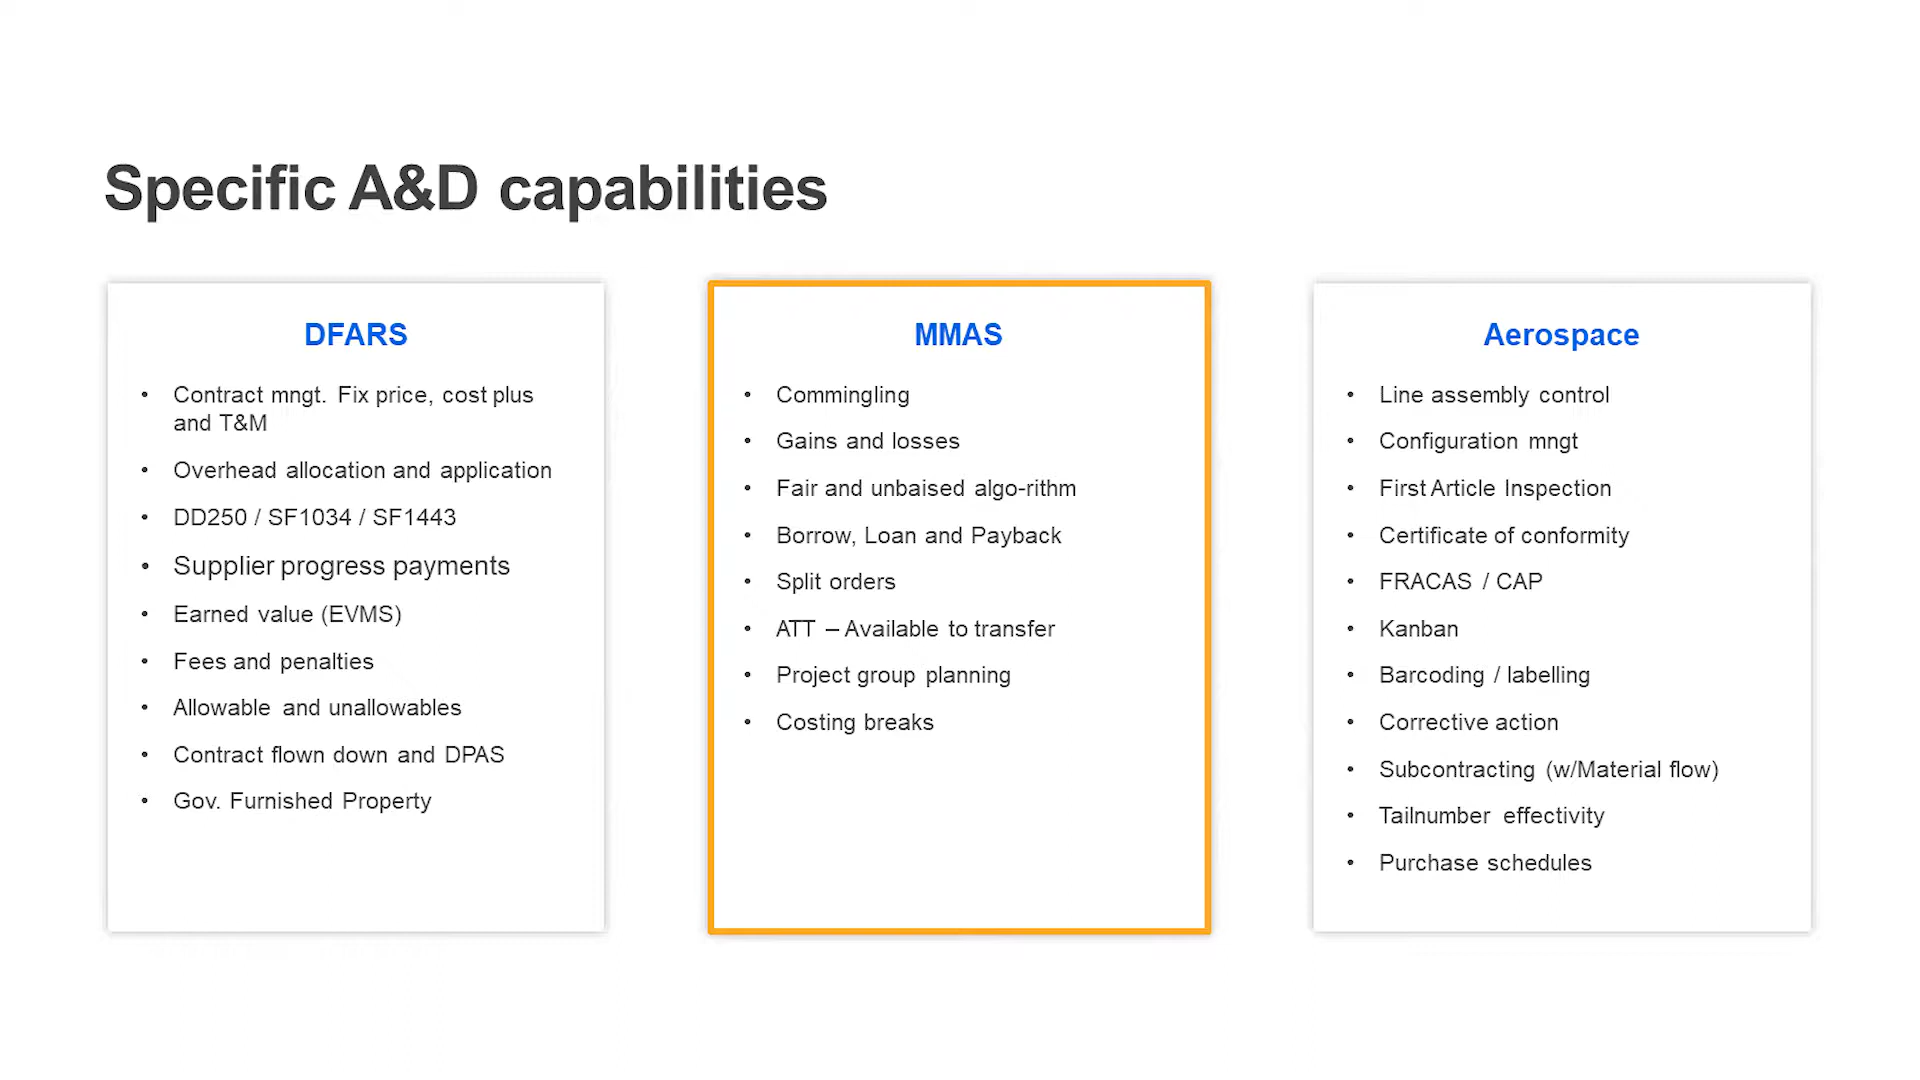 Specific A&D capabilities
DFARS
• Contract mngt. Fix price, cost plus
and T&M
• Overhead allocation and application
• DD250 / SF1034 / SF1443
• Supplier progress payments
• Earned value (EVMS)
• Fees and penalties
• Allowable and unallowables
• Contract flown down and DPAS
• Gov. Furnished Property
MMAS
• Commingling
• Gains and losses
• Fair and unbaised algo-rithm
• Borrow, Loan and Payback
• Split orders
• ATT – Available to transfer
• Project group planning
• Costing breaks
Aerospace
• Line assembly control
• Configuration mngt
• First Article Inspection
• Certificate of conformity
• FRACAS / CAP
• Kanban
• Barcoding / labelling
• Corrective action
• Subcontracting (w/Material flow)
• Tailnumber effectivity
• Purchase schedules